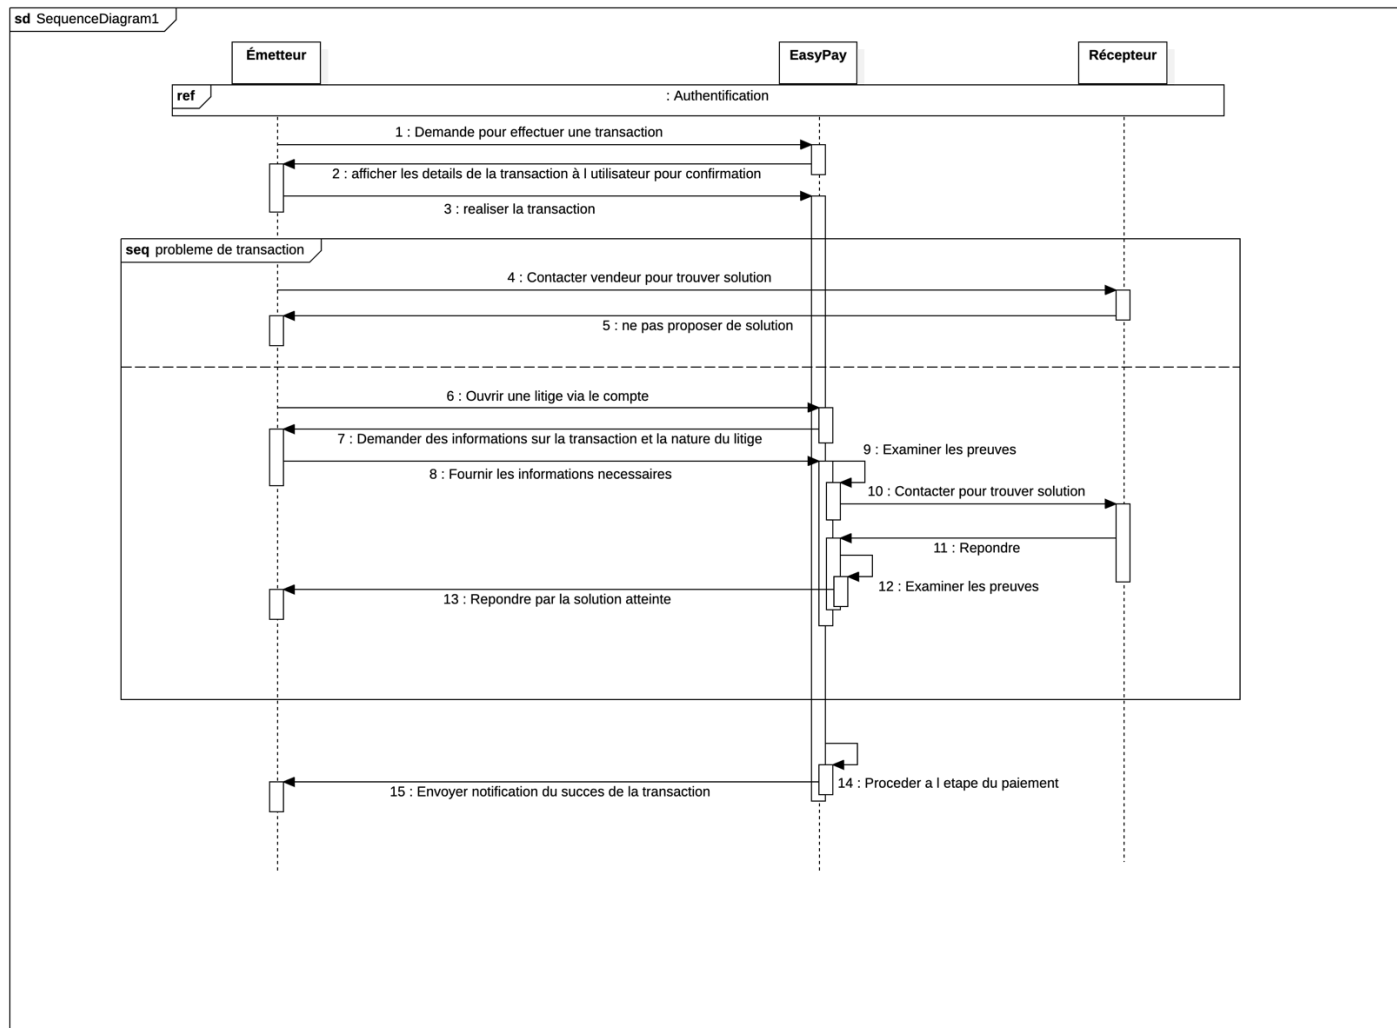 sd SequenceDiagram1
Émetteur
EasyPay
Récepteur
ref
: Authentification
1 : Demande pour effectuer une transaction
2 : afficher les details de la transaction à l utilisateur pour confirmation
3 : realiser la transaction
seq probleme de transaction
4 : Contacter vendeur pour trouver solution
5 : ne pas proposer de solution
6 : Ouvrir une litige via le compte
7 : Demander des informations sur la transaction et la nature du litige
9 : Examiner les preuves
8 : Fournir les informations necessaires
10 : Contacter pour trouver solution
11 : Repondre
12 : Examiner les preuves
13 : Repondre par la solution atteinte
14 : Proceder a l etape du paiement
15 : Envoyer notification du succes de la transaction